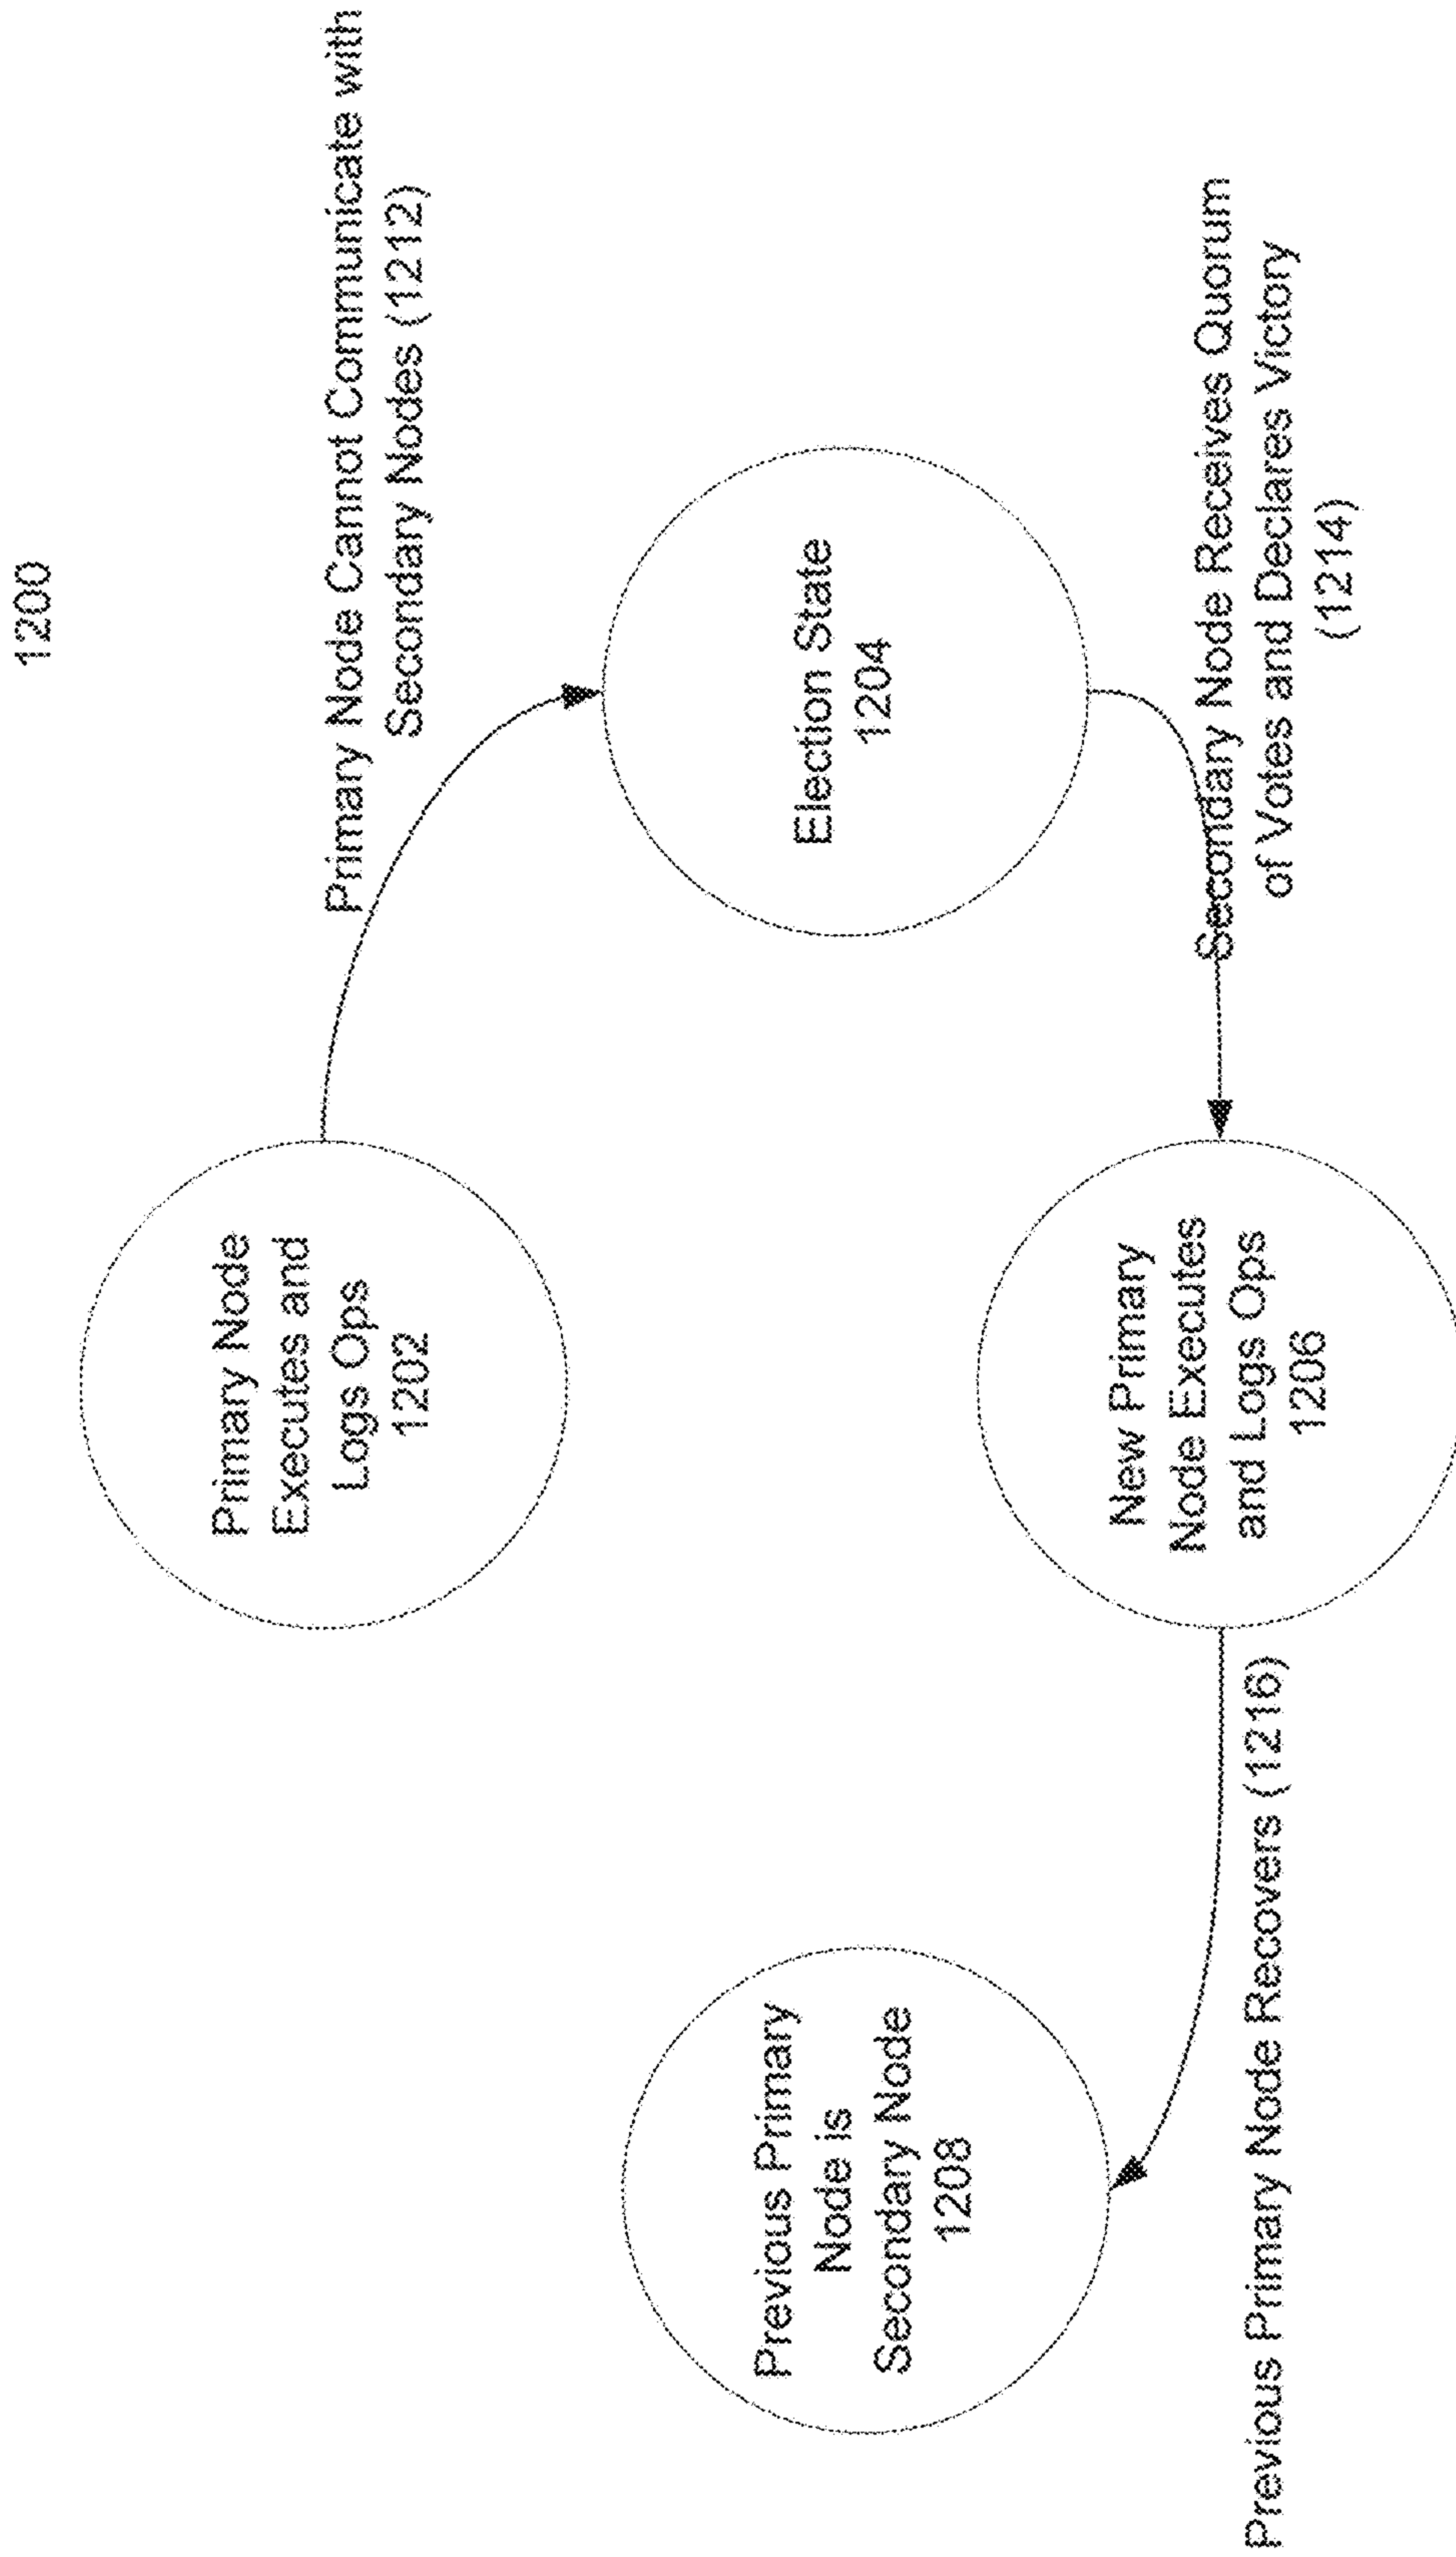 1200
Primary Node Cannot Communicate with
Secondary Nodes (1212)
Primary Node
Executes and
Logs Ops
1202
Election State
1204
Secondary Node Receives Quorum
of Votes and Declares Victory
(1214)
New Primary
Node Executes
and Logs Ops
1206
Previous Primary Node Recovers (1216)
Previous Primary
Node is
Secondary Node
1208